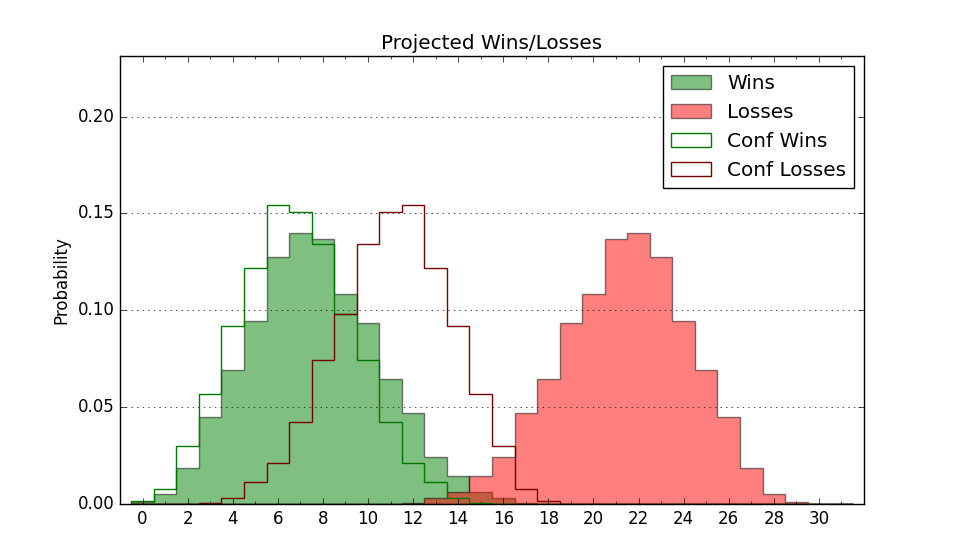 Projected Wins/Losses
Wins
Losses
Conf Wins
Conf Losses
Probability
0.20
0.15
0.10
0.05
0.00
0 2 4 6 8 10 12 14 16 18 20 22 24 26 28 30